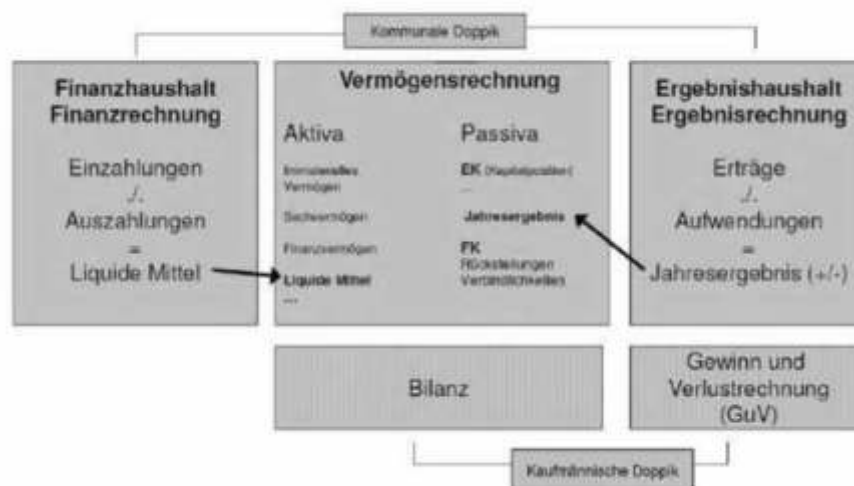 Kommunale Doppik
Finanzhaushalt
Finanzrechnung
Einzahlungen
./.
Auszahlungen
=
Liquide Mittel
Vermögensrechnung
Aktiva
Immaterielles
Vermögen
Sachvermögen
Finanzvermögen
Liquide Mittel
...
Passiva
EK (Kapitalposition)
...
Jahresergebnis
FK
Rückstellungen
Verbindlichkeiten
Ergebnishaushalt
Ergebnisrechnung
Erträge
./.
Aufwendungen
=
Jahresergebnis (+/-)
Bilanz
Gewinn und
Verlustrechnung
(GuV)
Kaufmännische Doppik